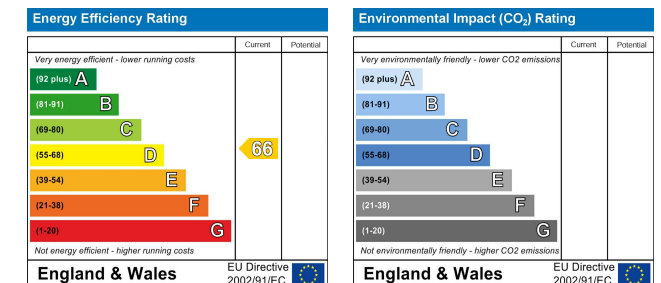 Energy Efficiency Rating
Current Potential
Very energy efficient - lower running costs
(92 plus) A
(81-91) B
(69-80) C
(55-68) D
66
(39-54) E
(21-38) F
(1-20) G
Not energy efficient - higher running costs
England & Wales
EU Directive
2002/91/EC
Environmental Impact (CO₂) Rating
Current Potential
Very environmentally friendly - lower CO2 emissions
(92 plus) A
(81-91) B
(69-80) C
(55-68) D
(39-54) E
(21-38) F
(1-20) G
Not environmentally friendly - higher CO2 emissions
England & Wales
EU Directive
2002/91/EC